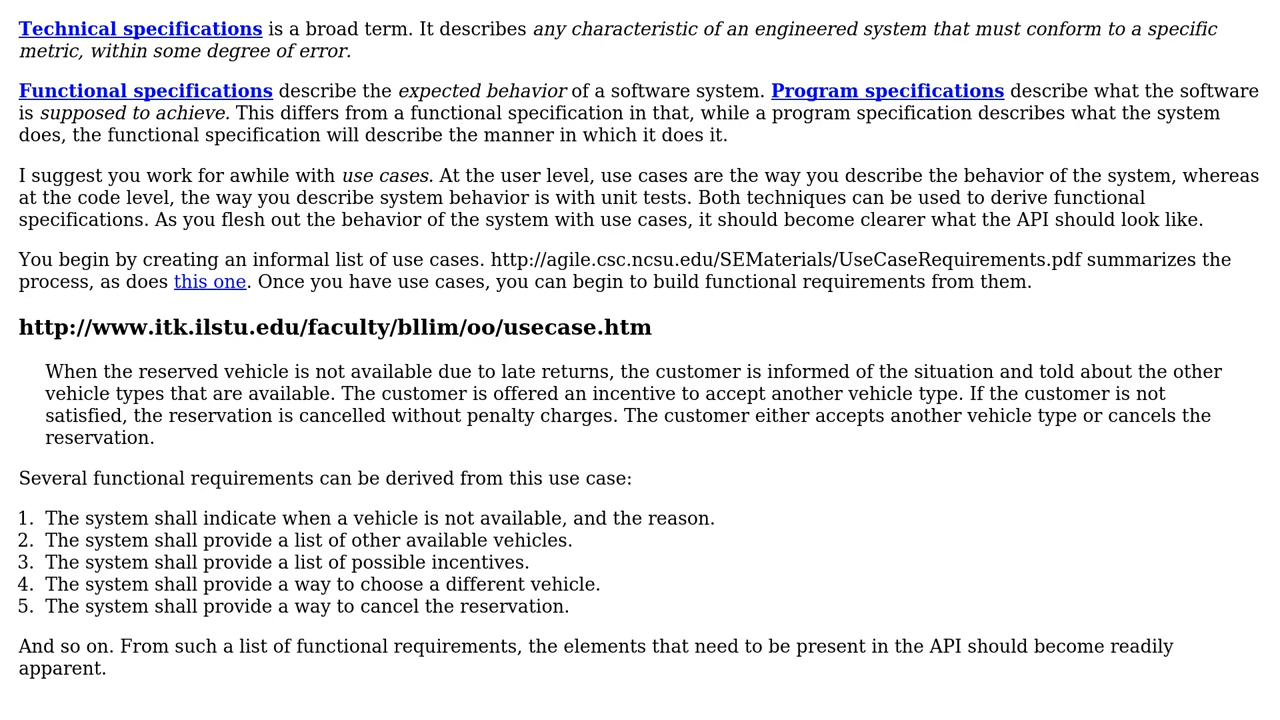 Technical specifications is a broad term. It describes any characteristic of an engineered system that must conform to a specific
metric, within some degree of error.
Functional specifications describe the expected behavior of a software system. Program specifications describe what the software
is supposed to achieve. This differs from a functional specification in that, while a program specification describes what the system
does, the functional specification will describe the manner in which it does it.
I suggest you work for awhile with use cases. At the user level, use cases are the way you describe the behavior of the system, whereas
at the code level, the way you describe system behavior is with unit tests. Both techniques can be used to derive functional
specifications. As you flesh out the behavior of the system with use cases, it should become clearer what the API should look like.
You begin by creating an informal list of use cases. http://agile.csc.ncsu.edu/SEMaterials/UseCaseRequirements.pdf summarizes the
process, as does this one. Once you have use cases, you can begin to build functional requirements from them.
http://www.itk.ilstu.edu/faculty/bllim/oo/usecase.htm
When the reserved vehicle is not available due to late returns, the customer is informed of the situation and told about the other
vehicle types that are available. The customer is offered an incentive to accept another vehicle type. If the customer is not
satisfied, the reservation is cancelled without penalty charges. The customer either accepts another vehicle type or cancels the
reservation.
Several functional requirements can be derived from this use case:
1. The system shall indicate when a vehicle is not available, and the reason.
2. The system shall provide a list of other available vehicles.
3. The system shall provide a list of possible incentives.
4. The system shall provide a way to choose a different vehicle.
5. The system shall provide a way to cancel the reservation.
And so on. From such a list of functional requirements, the elements that need to be present in the API should become readily
apparent.